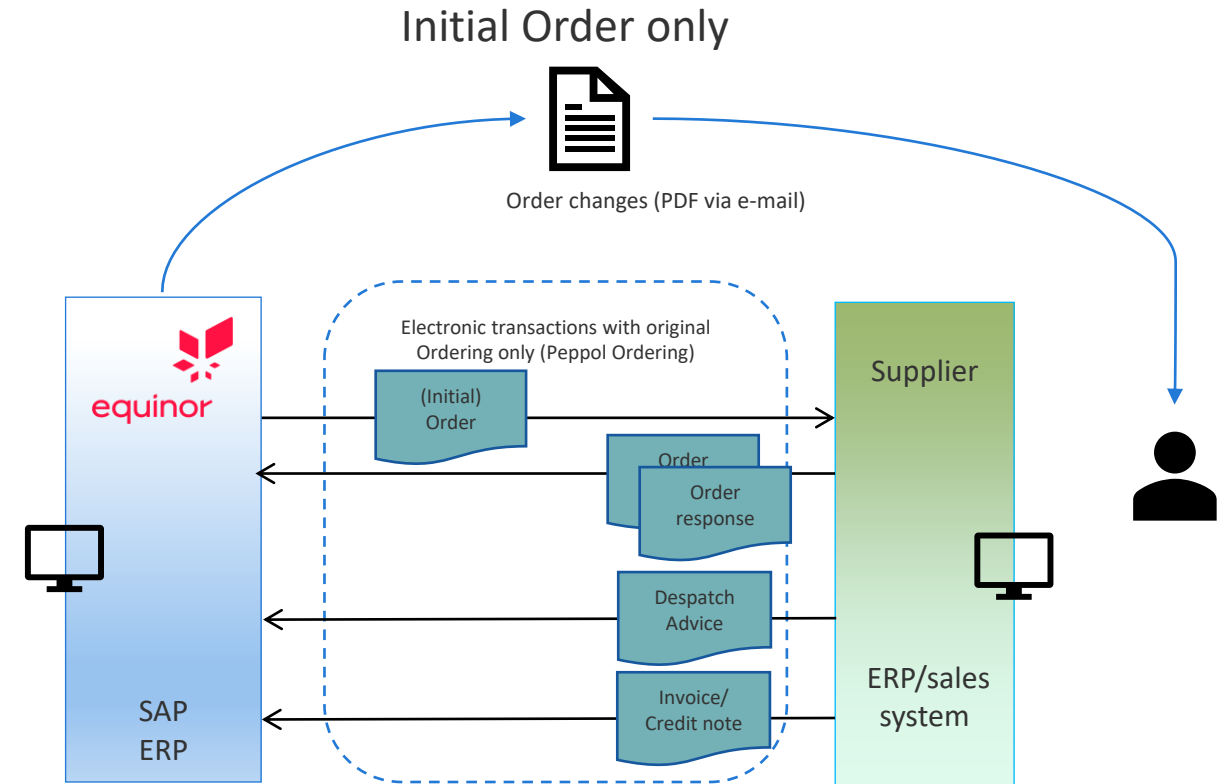 Initial Order only
Order changes (PDF via e-mail)
Electronic transactions with original
Ordering only (Peppol Ordering)
equinor
Supplier
(Initial)
Order
Order
Order
response
Despatch
Advice
Invoice/
Credit note
SAP
ERP
ERP/sales
system